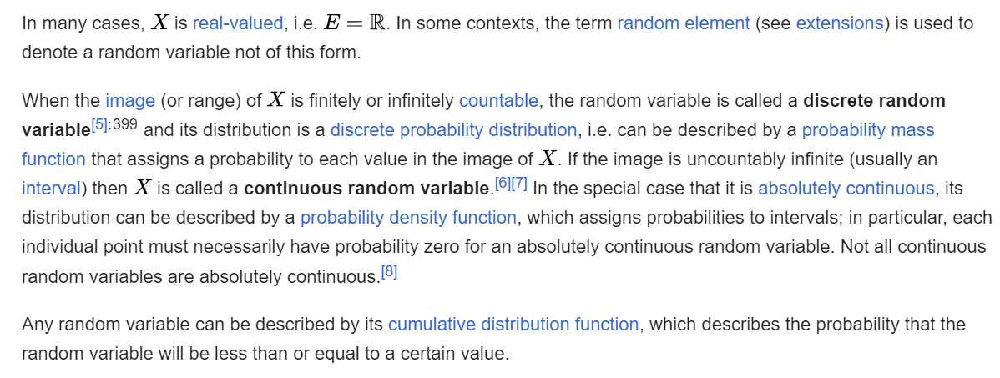 In many cases, X is real-valued, i.e. E = ℝ. In some contexts, the term random element (see extensions) is used to
denote a random variable not of this form.
When the image (or range) of X is finitely or infinitely countable, the random variable is called a discrete random
variable[5]:399 and its distribution is a discrete probability distribution, i.e. can be described by a probability mass
function that assigns a probability to each value in the image of X. If the image is uncountably infinite (usually an
interval) then X is called a continuous random variable.[6][7] In the special case that it is absolutely continuous, its
distribution can be described by a probability density function, which assigns probabilities to intervals; in particular, each
individual point must necessarily have probability zero for an absolutely continuous random variable. Not all continuous
random variables are absolutely continuous.[8]
Any random variable can be described by its cumulative distribution function, which describes the probability that the
random variable will be less than or equal to a certain value.